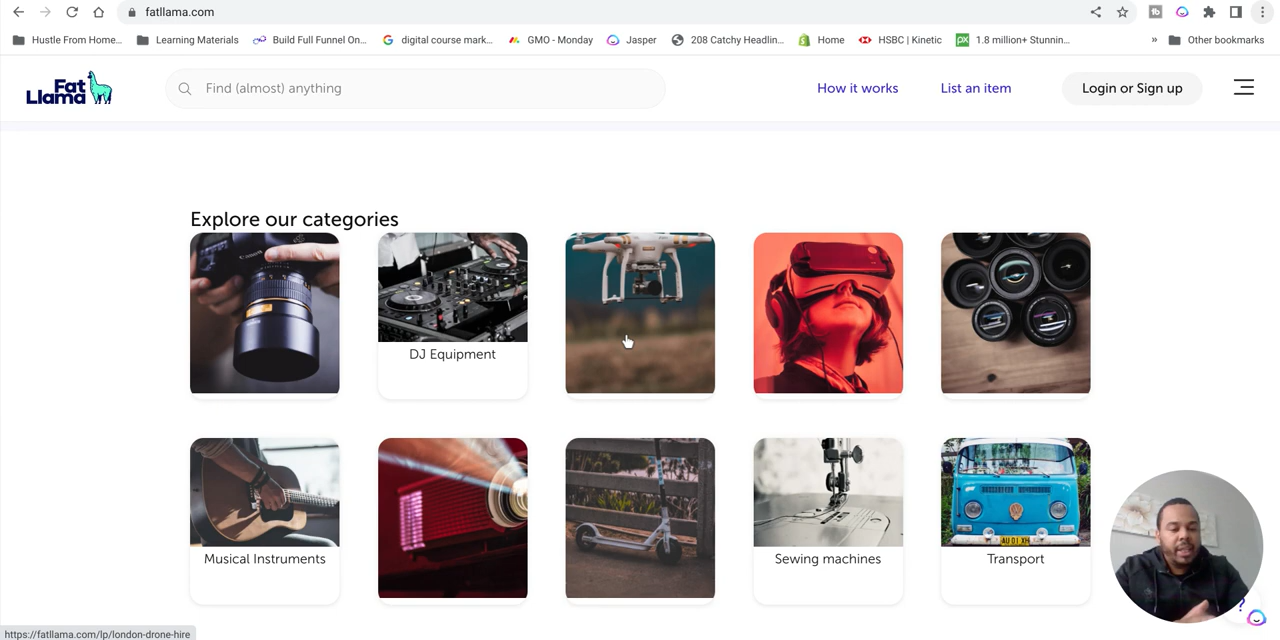 fatllama.com
Hustle From Home...
Learning Materials
Build Full Funnel On...
digital course mark...
GMO - Monday
Jasper
208 Catchy Headlin...
Home
HSBC | Kinetic
1.8 million+ Stunnin...
»
Other bookmarks
Fat
Llama
Find (almost) anything
How it works
List an item
Login or Sign up
Explore our categories
DJ Equipment
Musical Instruments
Sewing machines
Transport
https://fatllama.com/lp/london-drone-hire